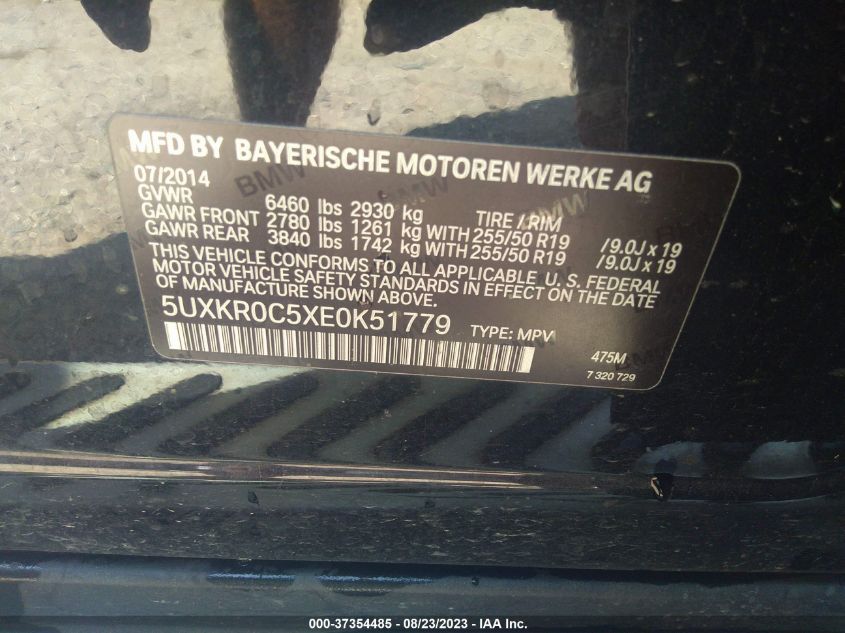 MFD BY BAYERISCHE MOTOREN WERKE AG
07/2014
GVWR 6460 lbs 2930 kg TIRE / RIM
GAWR FRONT 2780 lbs 1261 kg WITH 255/50 R19 /9.0J x 19
GAWR REAR 3840 lbs 1742 kg WITH 255/50 R19 /9.0J x 19
THIS VEHICLE CONFORMS TO ALL APPLICABLE U. S. FEDERAL
MOTOR VEHICLE SAFETY STANDARDS IN EFFECT ON THE DATE
OF MANUFACTURE SHOWN ABOVE.
5UXKR0C5XE0K51779 TYPE: MPV
475M
7 320 729
000-37354485 - 08/23/2023 - IAA Inc.